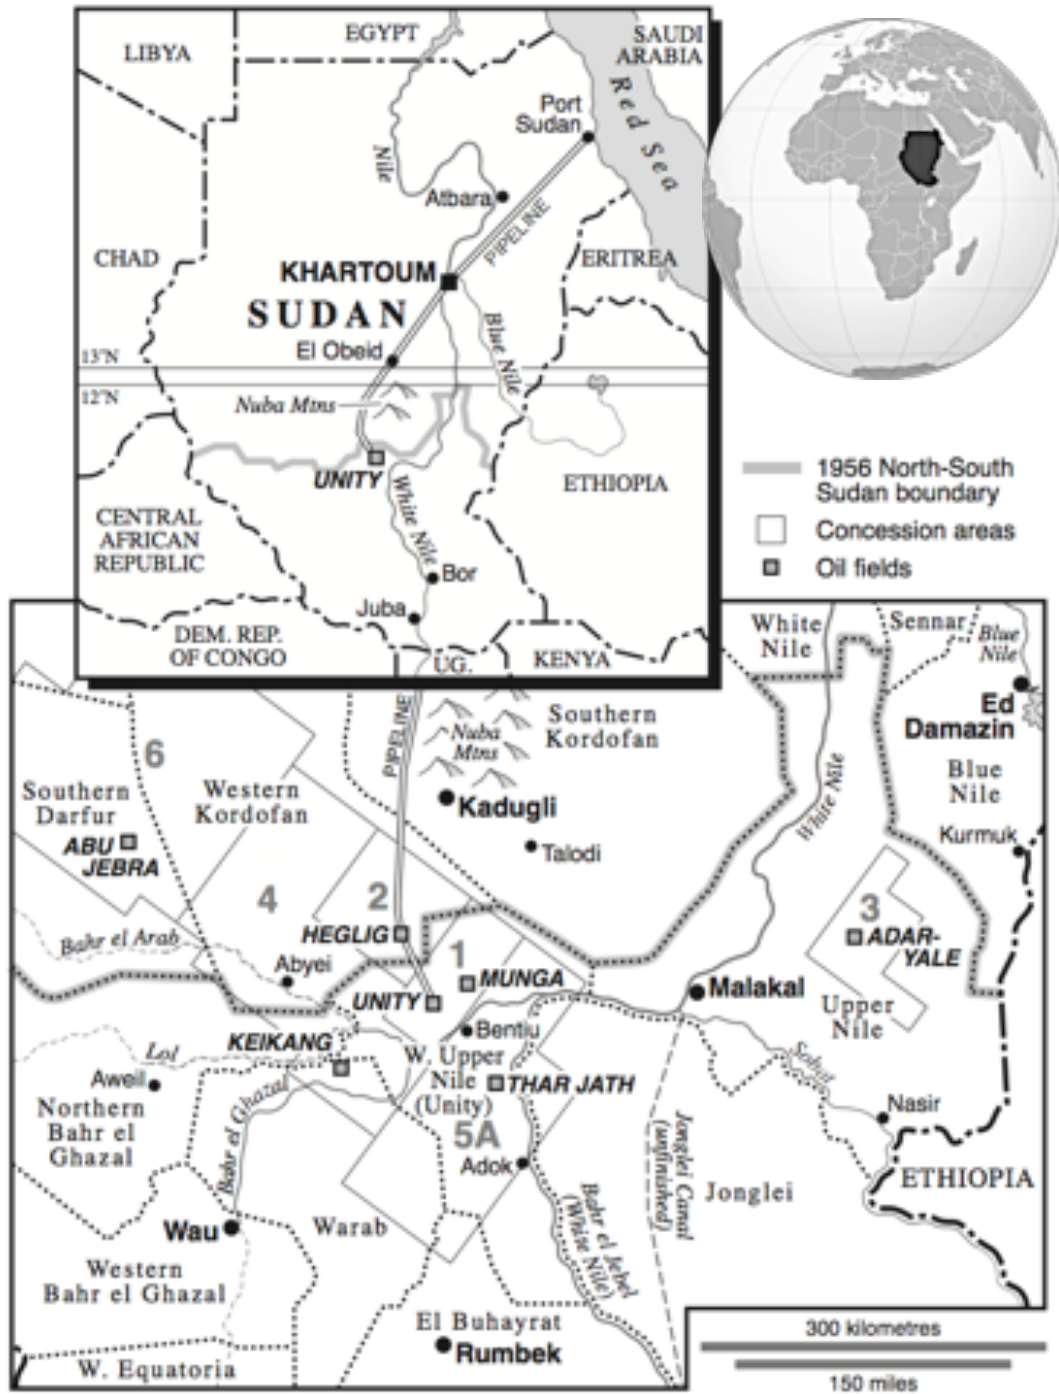 EGYPT
LIBYA
SAUDI
ARABIA
Red Sea
Port
Sudan
Nile
Atbara
PIPELINE
CHAD
ERITREA
KHARTOUM
SUDAN
El Obeid
Blue Nile
13°N
12°N
Nuba Mtns
UNITY
White Nile
ETHIOPIA
CENTRAL
AFRICAN
REPUBLIC
Bor
Juba
DEM. REP.
OF CONGO
UG.
KENYA
1956 North-South
Sudan boundary
Concession areas
Oil fields
White
Nile
Sennar
Blue
Nile
Ed
Damazin
PIPELINE
Nuba
Mtns
Southern
Kordofan
6
Southern
Darfur
Western
Kordofan
Kadugli
White Nile
Blue
Nile
ABU
JEBRA
Talodi
Kurmuk
4
2
3
Bahr el Arab
HEGLIG
ADAR-
YALE
Abyei
1
MUNGA
UNITY
Malakal
Upper
Nile
KEIKANG
Bentiu
Lol
W. Upper
Nile
(Unity)
THAR JATH
Sobat
Aweil
Northern
Bahr el
Ghazal
Bahr el Ghazal
5A
Nasir
Adok
Jonglei Canal
(unfinished)
Jonglei
ETHIOPIA
Wau
Warab
Bahr el Jebel
(White Nile)
Western
Bahr el Ghazal
El Buhayrat
Rumbek
W. Equatoria
300 kilometres
150 miles